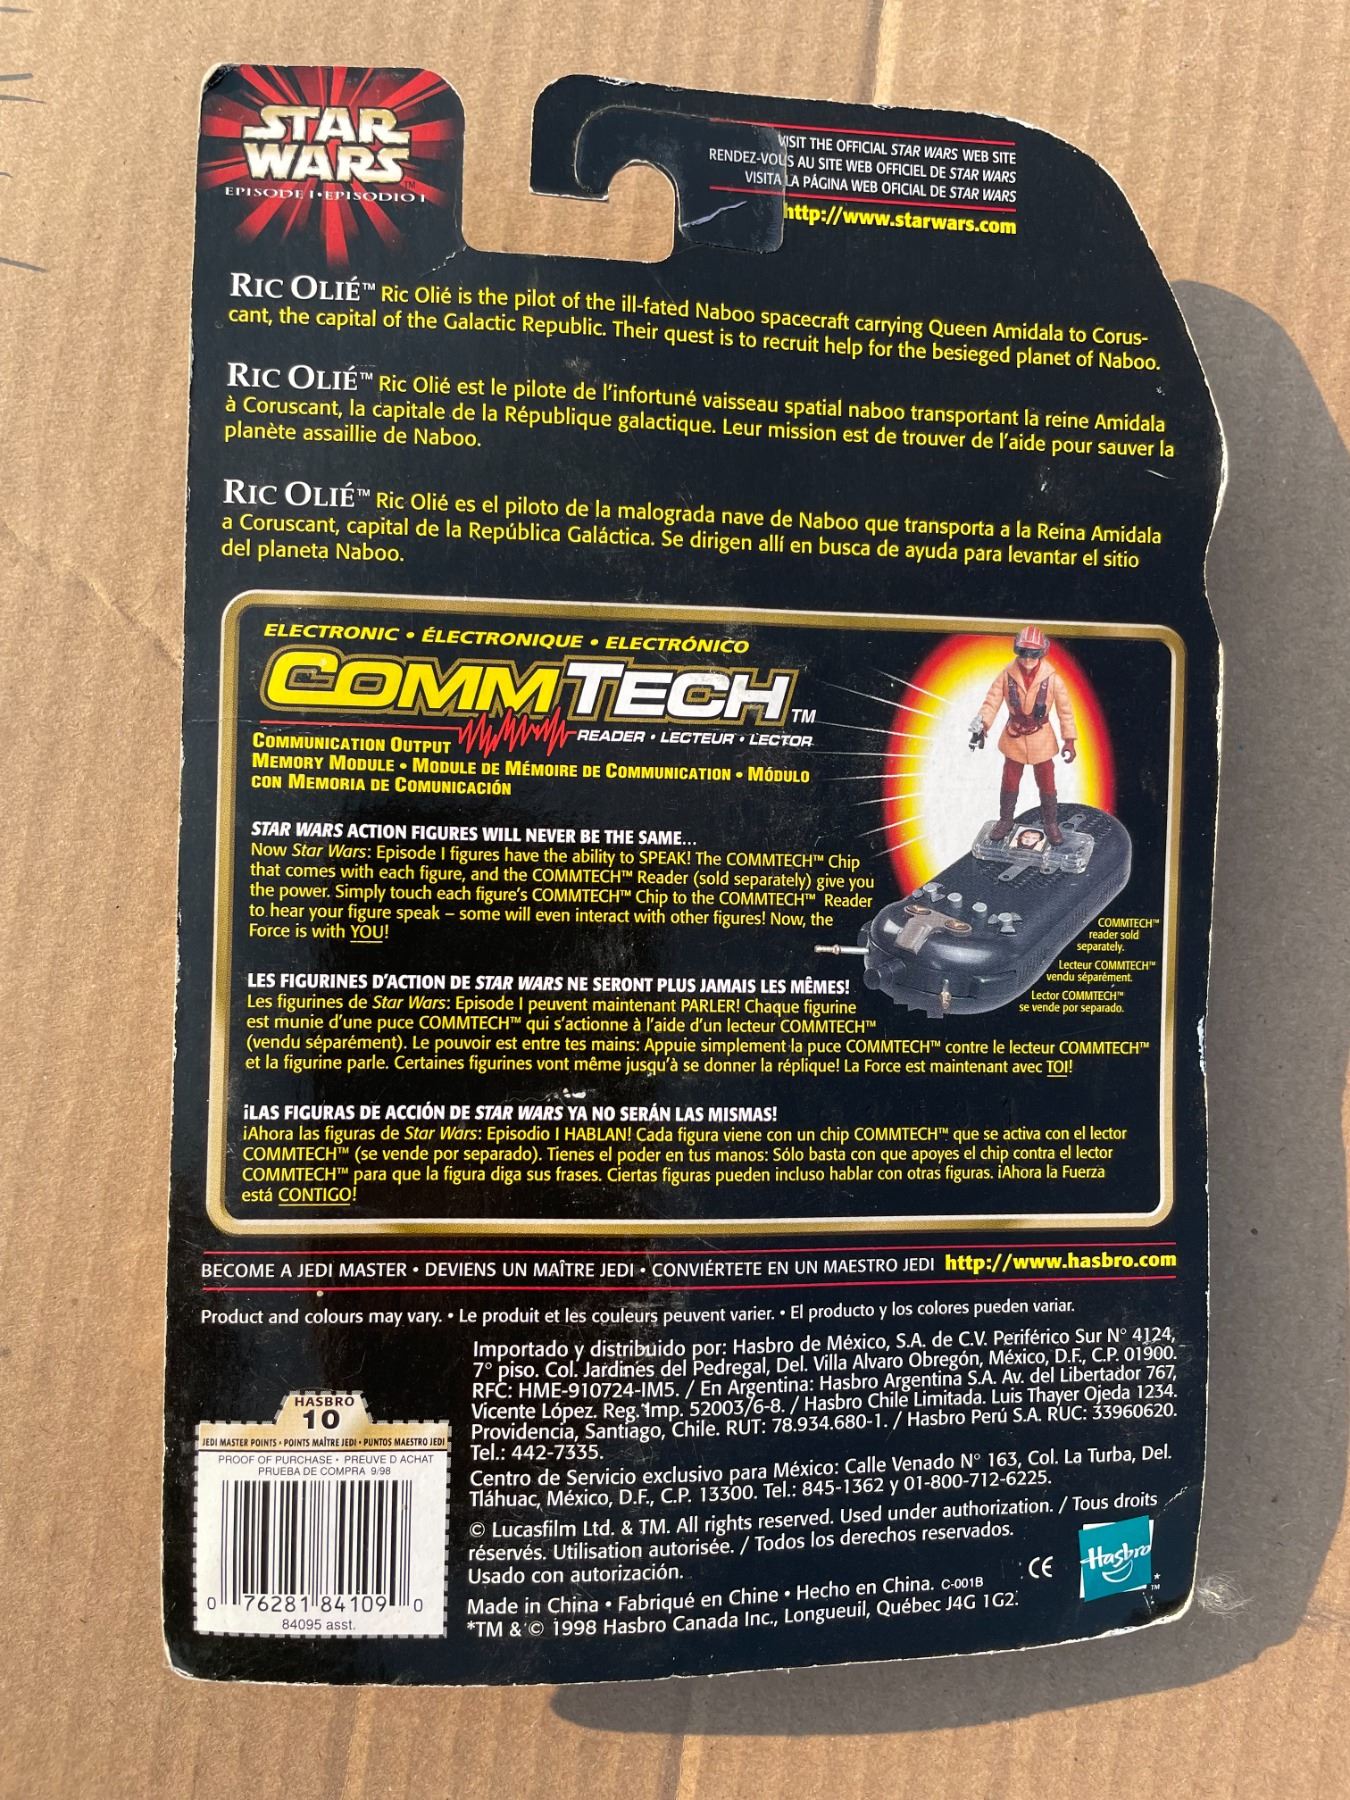 STAR
WARS™
EPISODE I • EPISODIO I
VISIT THE OFFICIAL STAR WARS WEB SITE
RENDEZ-VOUS AU SITE WEB OFFICIEL DE STAR WARS
VISITA LA PÁGINA WEB OFICIAL DE STAR WARS
http://www.starwars.com
RIC OLIÉ™ Ric Olié is the pilot of the ill-fated Naboo spacecraft carrying Queen Amidala to Corus-
cant, the capital of the Galactic Republic. Their quest is to recruit help for the besieged planet of Naboo.
RIC OLIÉ™ Ric Olié est le pilote de l'infortuné vaisseau spatial naboo transportant la reine Amidala
à Coruscant, la capitale de la République galactique. Leur mission est de trouver de l'aide pour sauver la
planète assaillie de Naboo.
RIC OLIÉ™ Ric Olié es el piloto de la malograda nave de Naboo que transporta a la Reina Amidala
a Coruscant, capital de la República Galáctica. Se dirigen allí en busca de ayuda para levantar el sitio
del planeta Naboo.
ELECTRONIC • ÉLECTRONIQUE • ELECTRÓNICO
COMMTECH™
READER • LECTEUR • LECTOR
COMMUNICATION OUTPUT
MEMORY MODULE • MODULE DE MÉMOIRE DE COMMUNICATION • MÓDULO
CON MEMORIA DE COMUNICACIÓN
STAR WARS ACTION FIGURES WILL NEVER BE THE SAME...
Now Star Wars: Episode I figures have the ability to SPEAK! The COMMTECH™ Chip
that comes with each figure, and the COMMTECH™ Reader (sold separately) give you
the power. Simply touch each figure's COMMTECH™ Chip to the COMMTECH™ Reader
to hear your figure speak – some will even interact with other figures! Now, the
Force is with YOU!
COMMTECH™
reader sold
separately.
Lecteur COMMTECH™
vendu séparément.
Lector COMMTECH™
se vende por separado.
LES FIGURINES D'ACTION DE STAR WARS NE SERONT PLUS JAMAIS LES MÊMES!
Les figurines de Star Wars: Episode I peuvent maintenant PARLER! Chaque figurine
est munie d'une puce COMMTECH™ qui s'actionne à l'aide d'un lecteur COMMTECH™
(vendu séparément). Le pouvoir est entre tes mains: Appuie simplement la puce COMMTECH™ contre le lecteur COMMTECH™
et la figurine parle. Certaines figurines vont même jusqu'à se donner la réplique! La Force est maintenant avec TOI!
¡LAS FIGURAS DE ACCIÓN DE STAR WARS YA NO SERÁN LAS MISMAS!
¡Ahora las figuras de Star Wars: Episodio I HABLAN! Cada figura viene con un chip COMMTECH™ que se activa con el lector
COMMTECH™ (se vende por separado). Tienes el poder en tus manos: Sólo basta con que apoyes el chip contra el lector
COMMTECH™ para que la figura diga sus frases. Ciertas figuras pueden incluso hablar con otras figuras. ¡Ahora la Fuerza
está CONTIGO!
BECOME A JEDI MASTER • DEVIENS UN MAÎTRE JEDI • CONVIÉRTETE EN UN MAESTRO JEDI http://www.hasbro.com
Product and colours may vary. • Le produit et les couleurs peuvent varier. • El producto y los colores pueden variar.
Importado y distribuido por: Hasbro de México, S.A. de C.V. Periférico Sur N° 4124,
7° piso. Col. Jardines del Pedregal, Del. Villa Alvaro Obregón, México, D.F., C.P. 01900.
RFC: HME-910724-IM5. / En Argentina: Hasbro Argentina S.A. Av. del Libertador 767,
Vicente López. Reg. Imp. 52003/6-8. / Hasbro Chile Limitada. Luis Thayer Ojeda 1234.
Providencia, Santiago, Chile. RUT: 78.934.680-1. / Hasbro Perú S.A. RUC: 33960620.
Tel.: 442-7335.
Centro de Servicio exclusivo para México: Calle Venado N° 163, Col. La Turba, Del.
Tláhuac, México, D.F., C.P. 13300. Tel.: 845-1362 y 01-800-712-6225.
© Lucasfilm Ltd. & TM. All rights reserved. Used under authorization. / Tous droits
réservés. Utilisation autorisée. / Todos los derechos reservados.
Usado con autorización.
Made in China • Fabriqué en Chine • Hecho en China. C-001B
*TM & © 1998 Hasbro Canada Inc., Longueuil, Québec J4G 1G2.
CE
Hasbro
*
TM
HASBRO
10
JEDI MASTER POINTS • POINTS MAÎTRE JEDI • PUNTOS MAESTRO JEDI
PROOF OF PURCHASE • PREUVE D ACHAT
PRUEBA DE COMPRA 9/98
0 76281 84109 0
84095 asst.